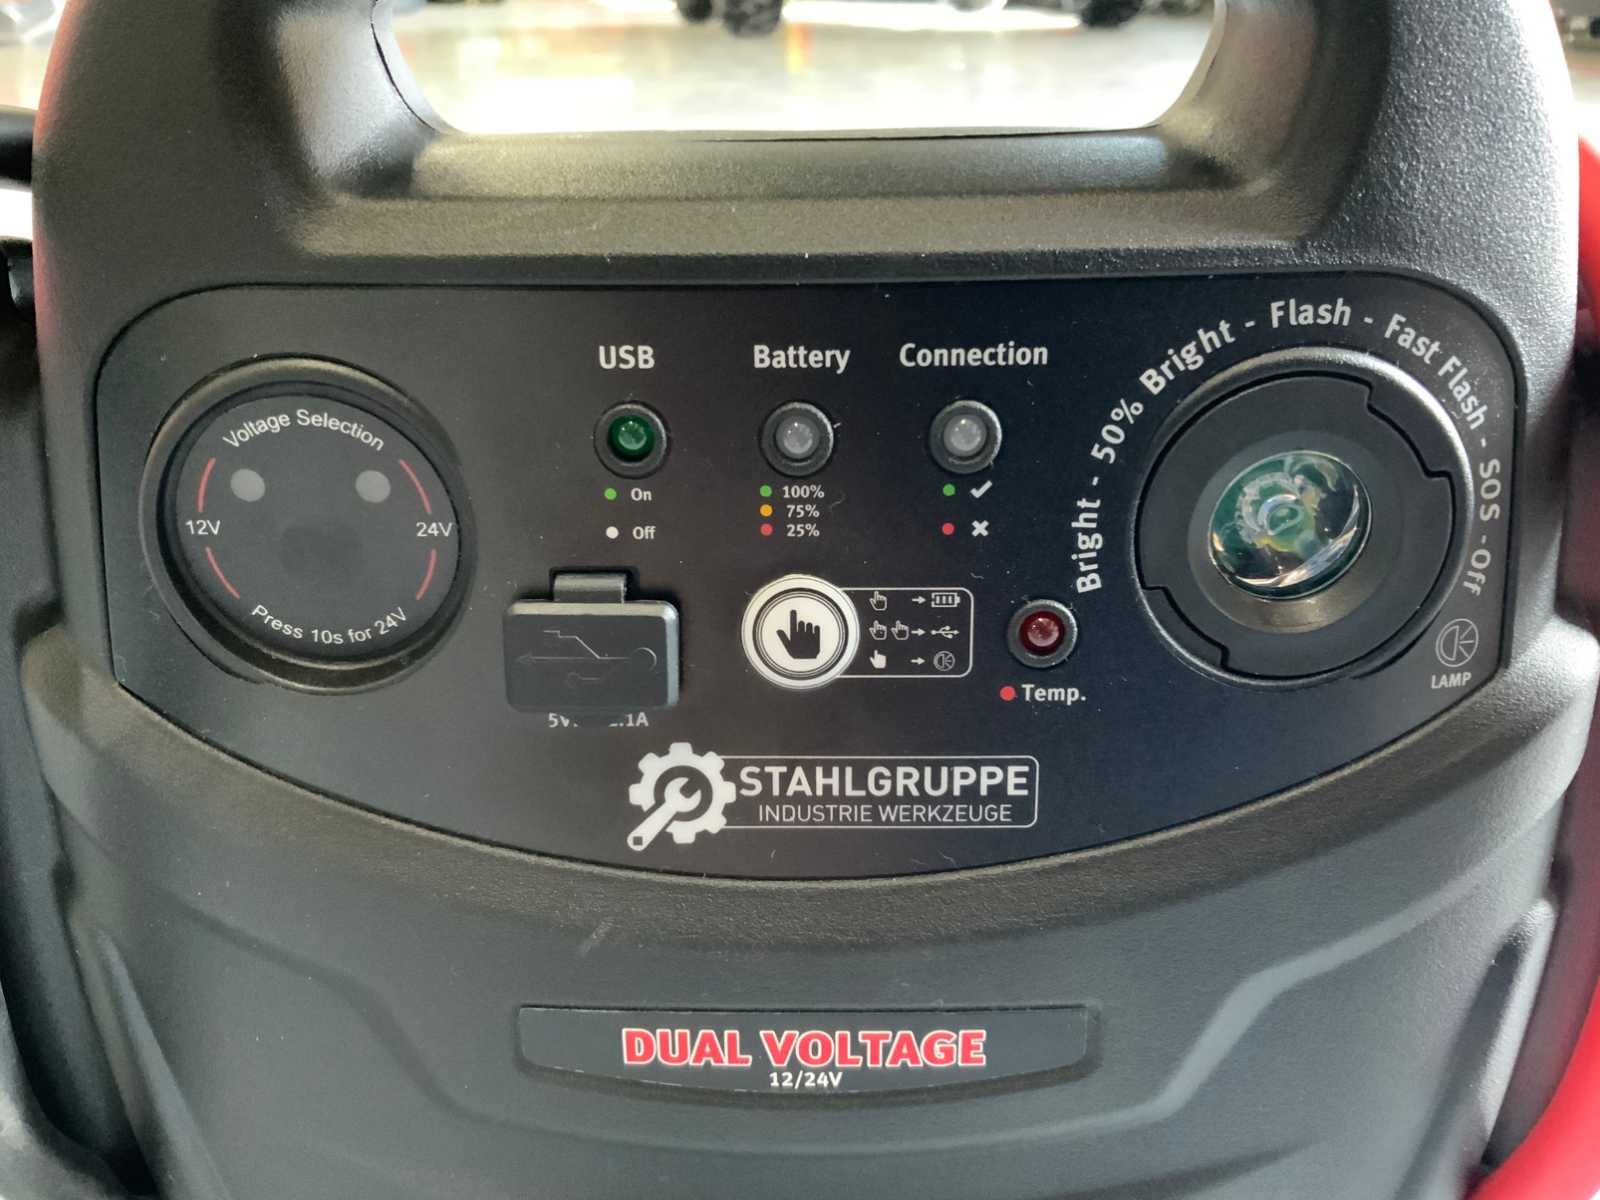 Voltage Selection
12V
24V
Press 10s for 24V
USB
On
Off
Battery
100%
75%
25%
Connection
Temp.
Bright - 50% Bright - Flash - Fast Flash - SOS - Off
LAMP
STAHLGRUPPE
INDUSTRIE WERKZEUGE
DUAL VOLTAGE
12/24V